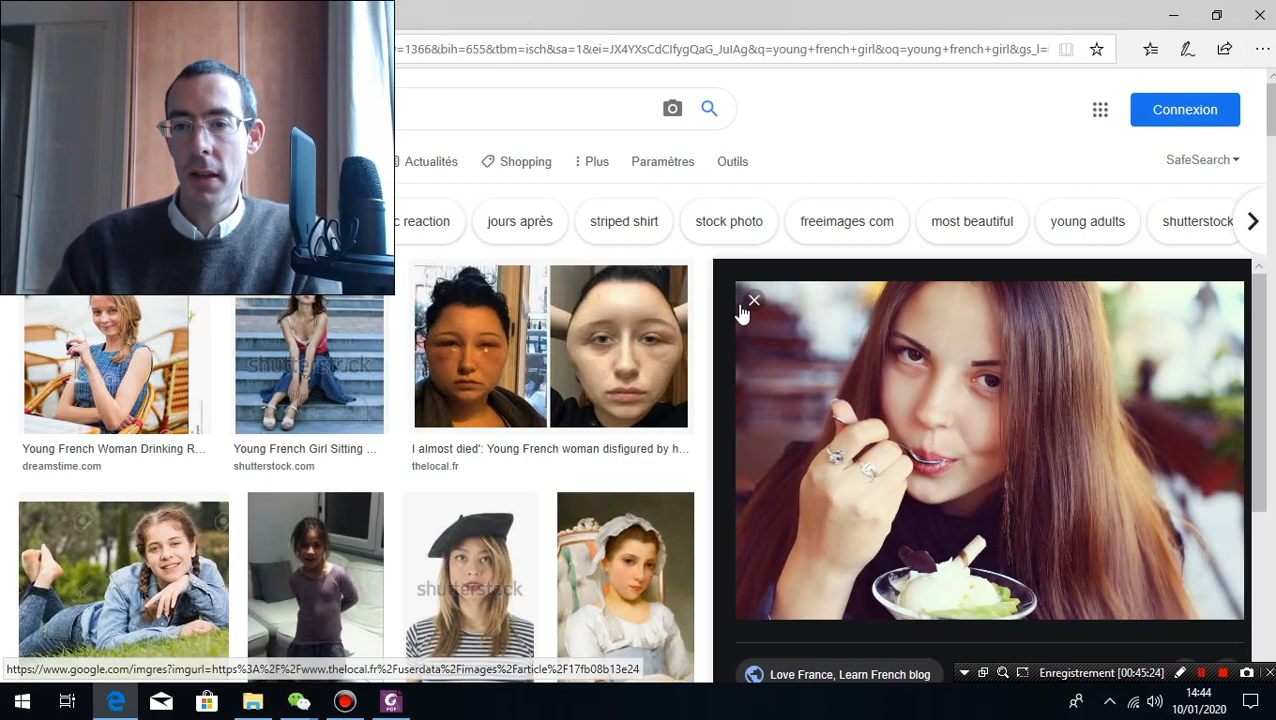 =1366&bih=655&tbm=isch&sa=1&ei=JX4YXsCdCIfygQaG_JuIAg&q=young+french+girl&oq=young+french+girl&gs_l=
Connexion
Actualités Shopping Plus Paramètres Outils SafeSearch
c reaction jours après striped shirt stock photo freeimages com most beautiful young adults shutterstock
shutterstock
Young French Woman Drinking R... Young French Girl Sitting ... I almost died': Young French woman disfigured by h...
dreamstime.com shutterstock.com thelocal.fr
shutterstock
https://www.google.com/imgres?imgurl=https%3A%2F%2Fwww.thelocal.fr%2Fuserdata%2Fimages%2Farticle%2F17fb08b13e24
Love France, Learn French blog
Enregistrement [00:45:24]
PDF
14:44
10/01/2020